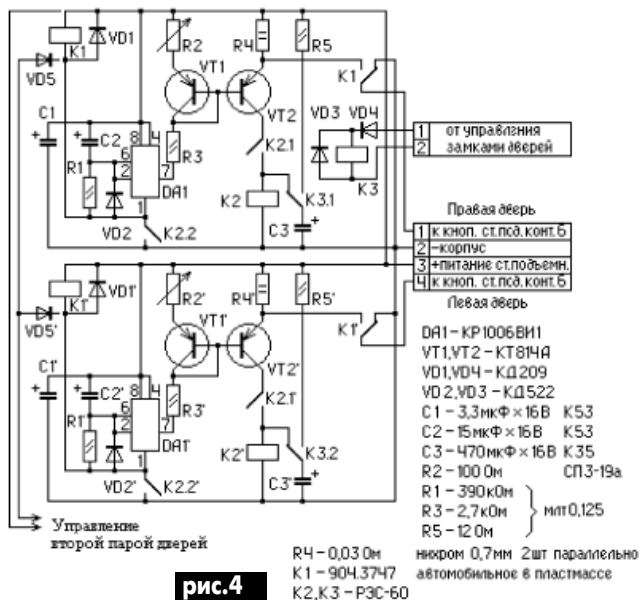 K1
VD1
VD5
R2
R4
R5
VT1
VT2
C1
C2
R1
8 4
6
2
7
1
DA1
R3
VD2
K2.2
K2.1
K2
K3.1
C3
K1
VD3
VD4
K3
1 от управления
2 замками дверей
Правая дверь
1 к кноп. ст.под. конт.6
2 –корпус
3 +питание ст.подъемн.
4 к кноп. ст.под. конт.6
Левая дверь
K1'
VD1'
VD5'
R2'
R4'
R5'
VT1'
VT2'
C1'
C2'
R1'
8 4
6
2
7
1
DA1'
R3'
VD2'
K2.2'
K2.1'
K2'
K3.2
C3'
K1'
Управление
второй парой дверей
DA1 – КР1006ВИ1
VT1,VT2 – КТ814А
VD1,VD4 – КД209
VD2,VD3 – КД522
C1 – 3,3мкФ × 16В К53
C2 – 15мкФ × 16В К53
C3 – 470мкФ × 16В К35
R2 – 100 Ом СП3-19а
R1 – 390кОм
R3 – 2,7кОм
R5 – 12 Ом
млт0,125
R4 – 0,03 Ом нихром 0,7мм 2шт параллельно
K1 – 904.3747 автомобильное в пластмассе
K2,K3 – РЭС-60
рис.4